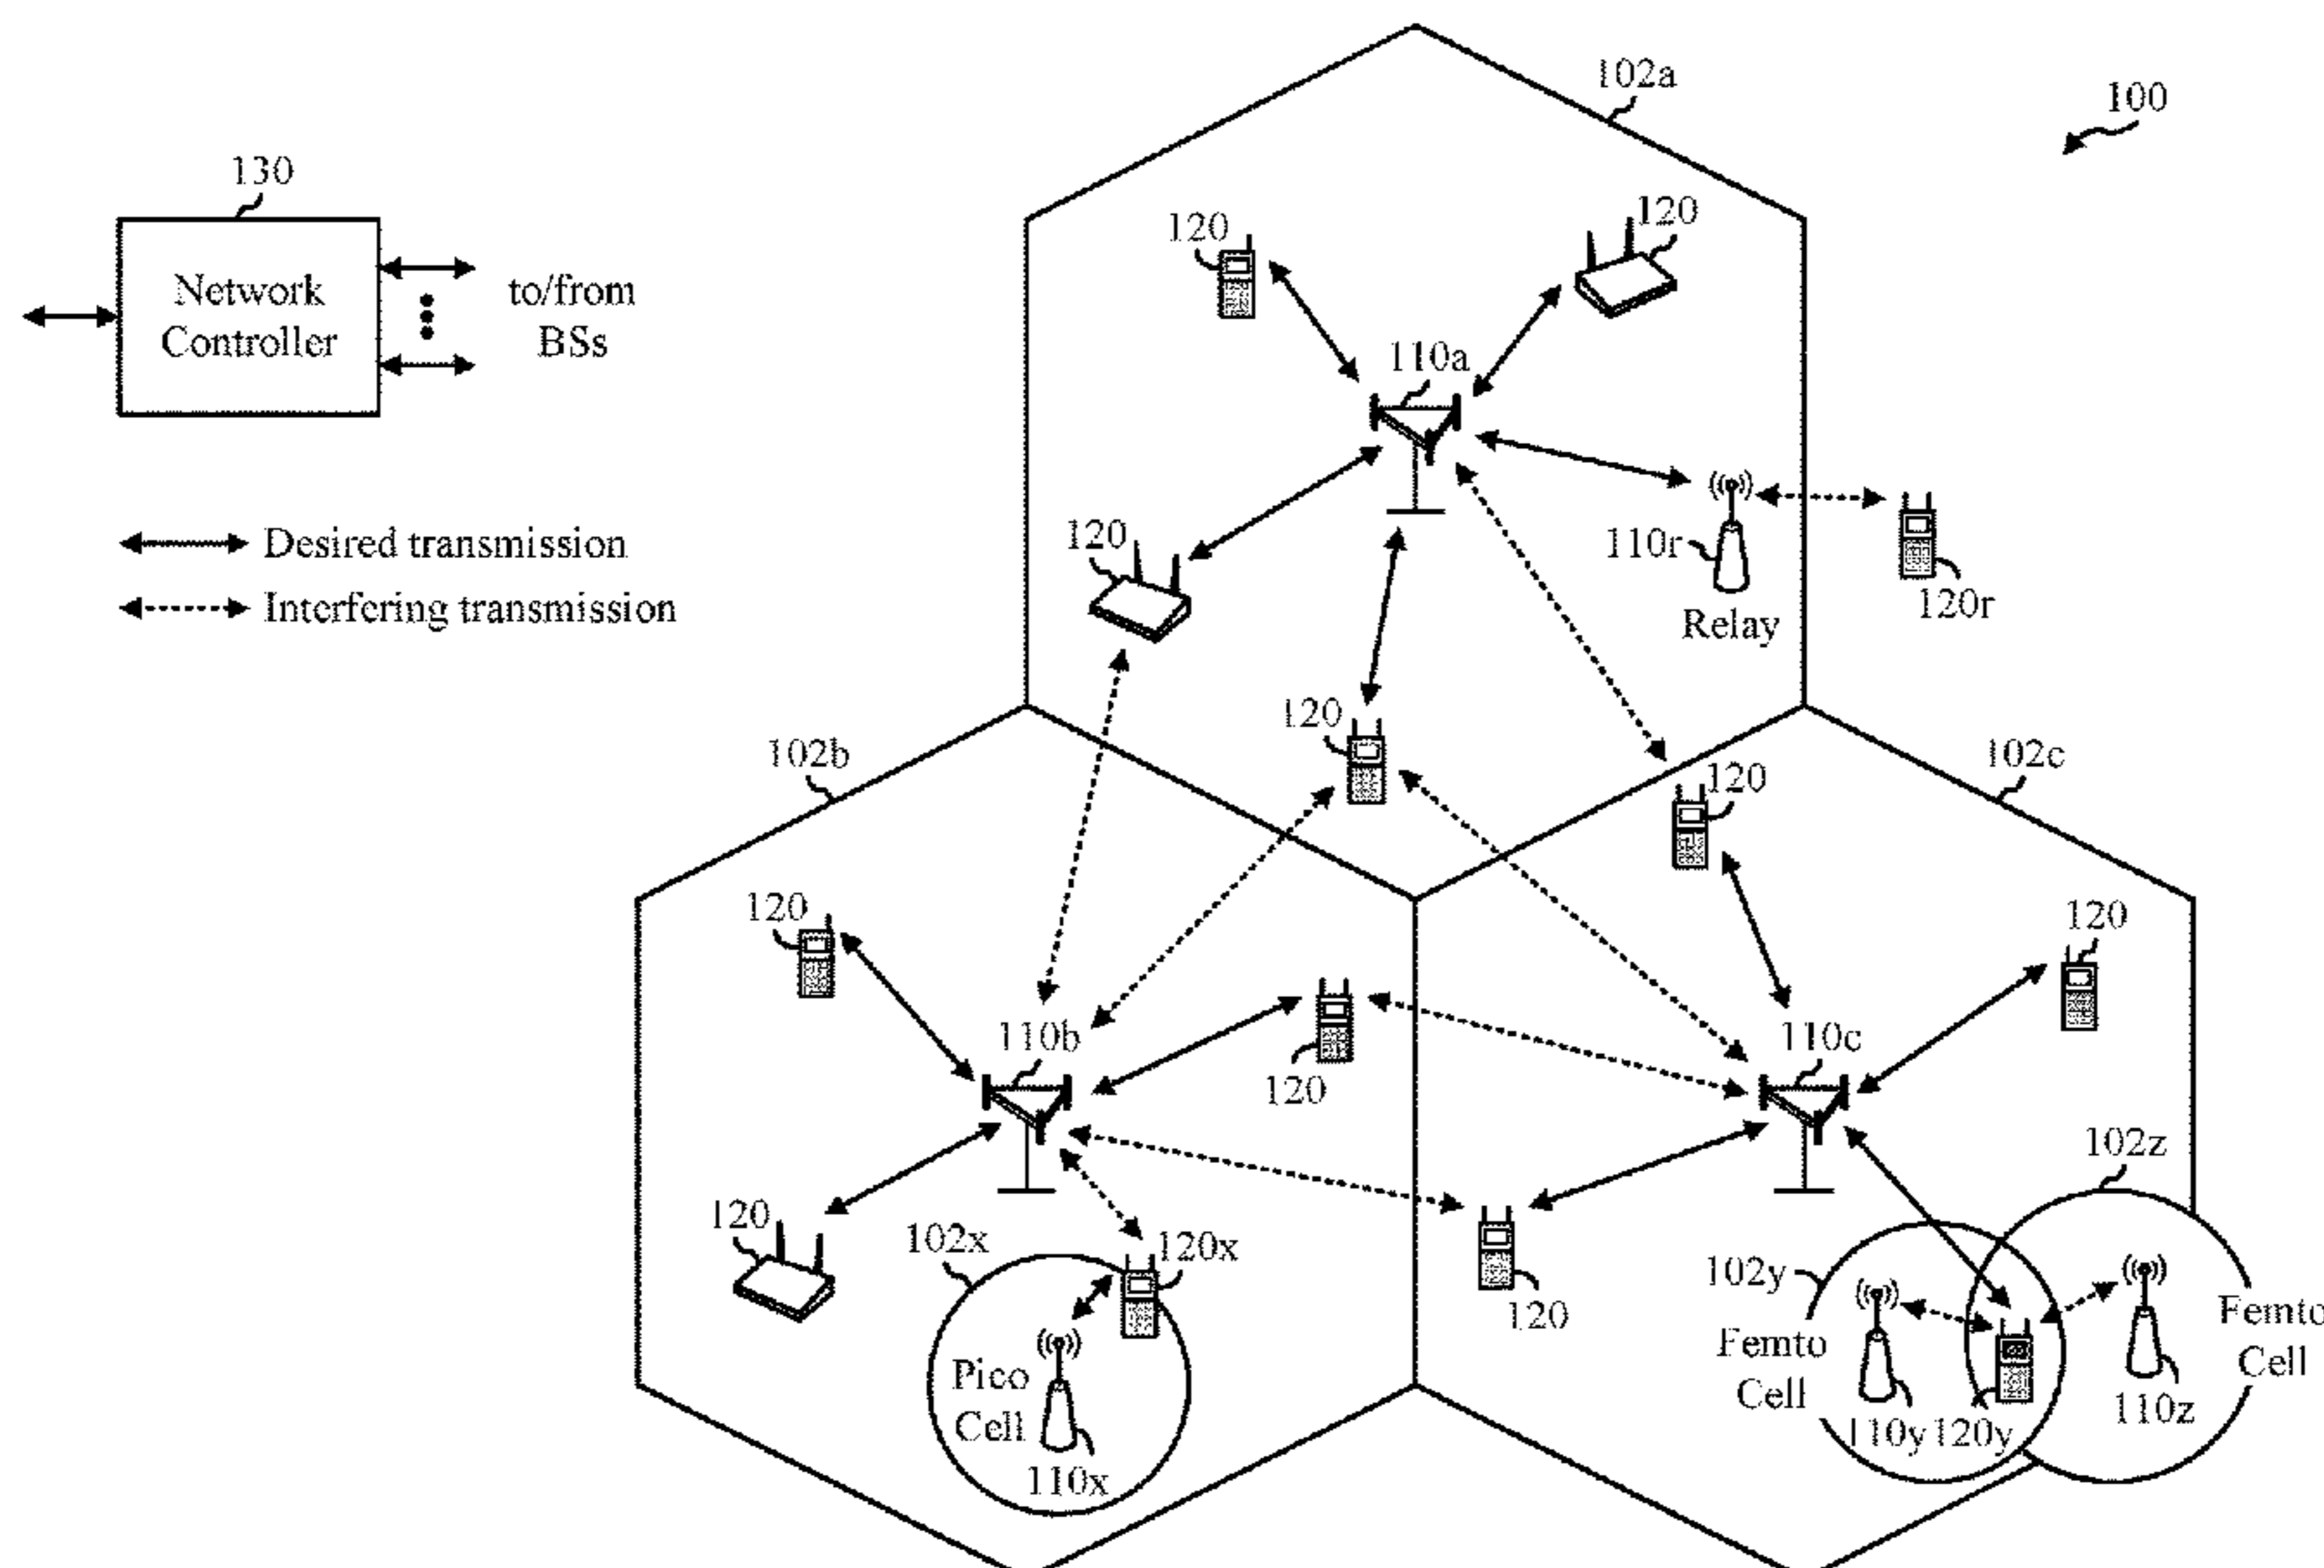 102a
100
130
120
120
Network
Controller
to/from
BSs
110a
Desired transmission
Interfering transmission
120
110r
Relay
120r
120
102b
120
102c
120
120
110b
120
110c
102z
120
102x
120x
102y
120
Pico
Cell
Femto
Cell
Femto
Cell
110x
110y
120y
110z